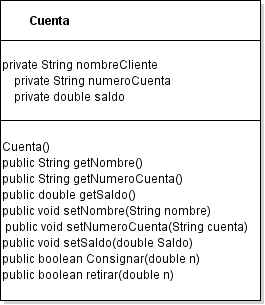 Cuenta
private String nombreCliente
private String numeroCuenta
private double saldo
Cuenta()
public String getNombre()
public String getNumeroCuenta()
public double getSaldo()
public void setNombre(String nombre)
public void setNumeroCuenta(String cuenta)
public void setSaldo(double Saldo)
public boolean Consignar(double n)
public boolean retirar(double n)